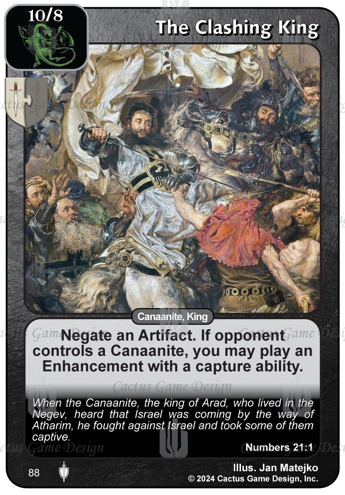 10/8
The Clashing King
Canaanite, King
Negate an Artifact. If opponent
controls a Canaanite, you may play an
Enhancement with a capture ability.
Cactus Game Design
When the Canaanite, the king of Arad, who lived in the
Negev, heard that Israel was coming by the way of
Atharim, he fought against Israel and took some of them
captive.
Numbers 21:1
88
Illus. Jan Matejko
© 2024 Cactus Game Design, Inc.